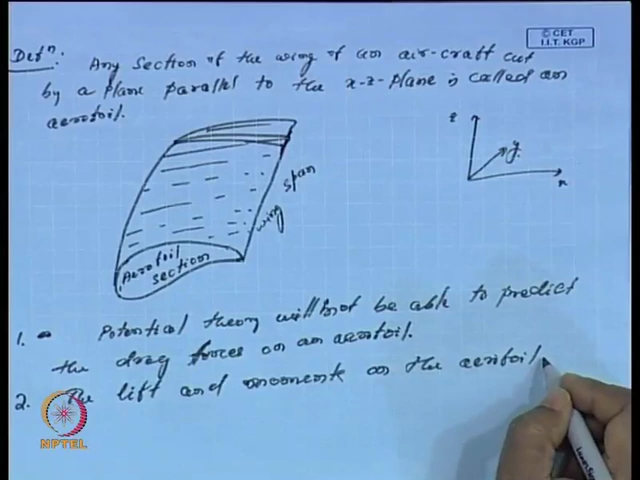 © CET
I.I.T. KGP
Defn: Any section of the wing of an air-craft cut
by a plane parallel to the x-z-plane is called an
aerofoil.
z
y
x
span
wing
Aerofoil
section
1. Potential theory will not be able to predict
the drag forces on an aerofoil.
2. The lift and moment on the aerofoil
NPTEL